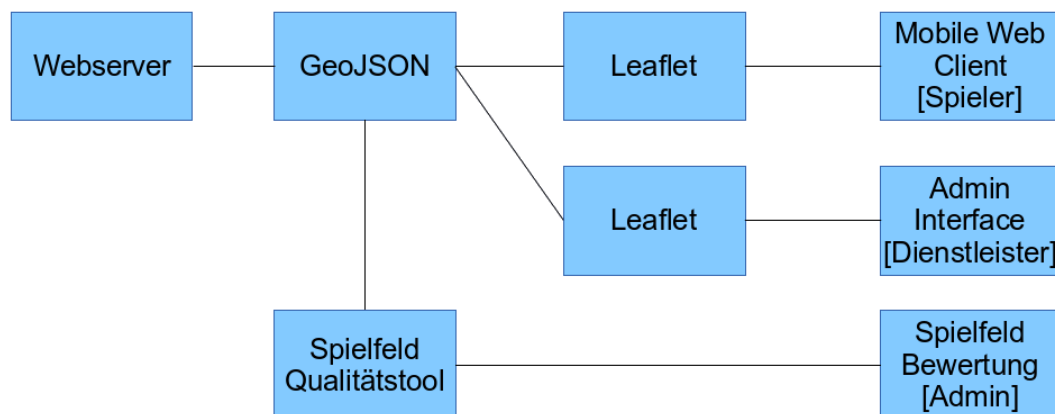 Webserver
GeoJSON
Leaflet
Mobile Web
Client
[Spieler]
Leaflet
Admin
Interface
[Dienstleister]
Spielfeld
Qualitätstool
Spielfeld
Bewertung
[Admin]